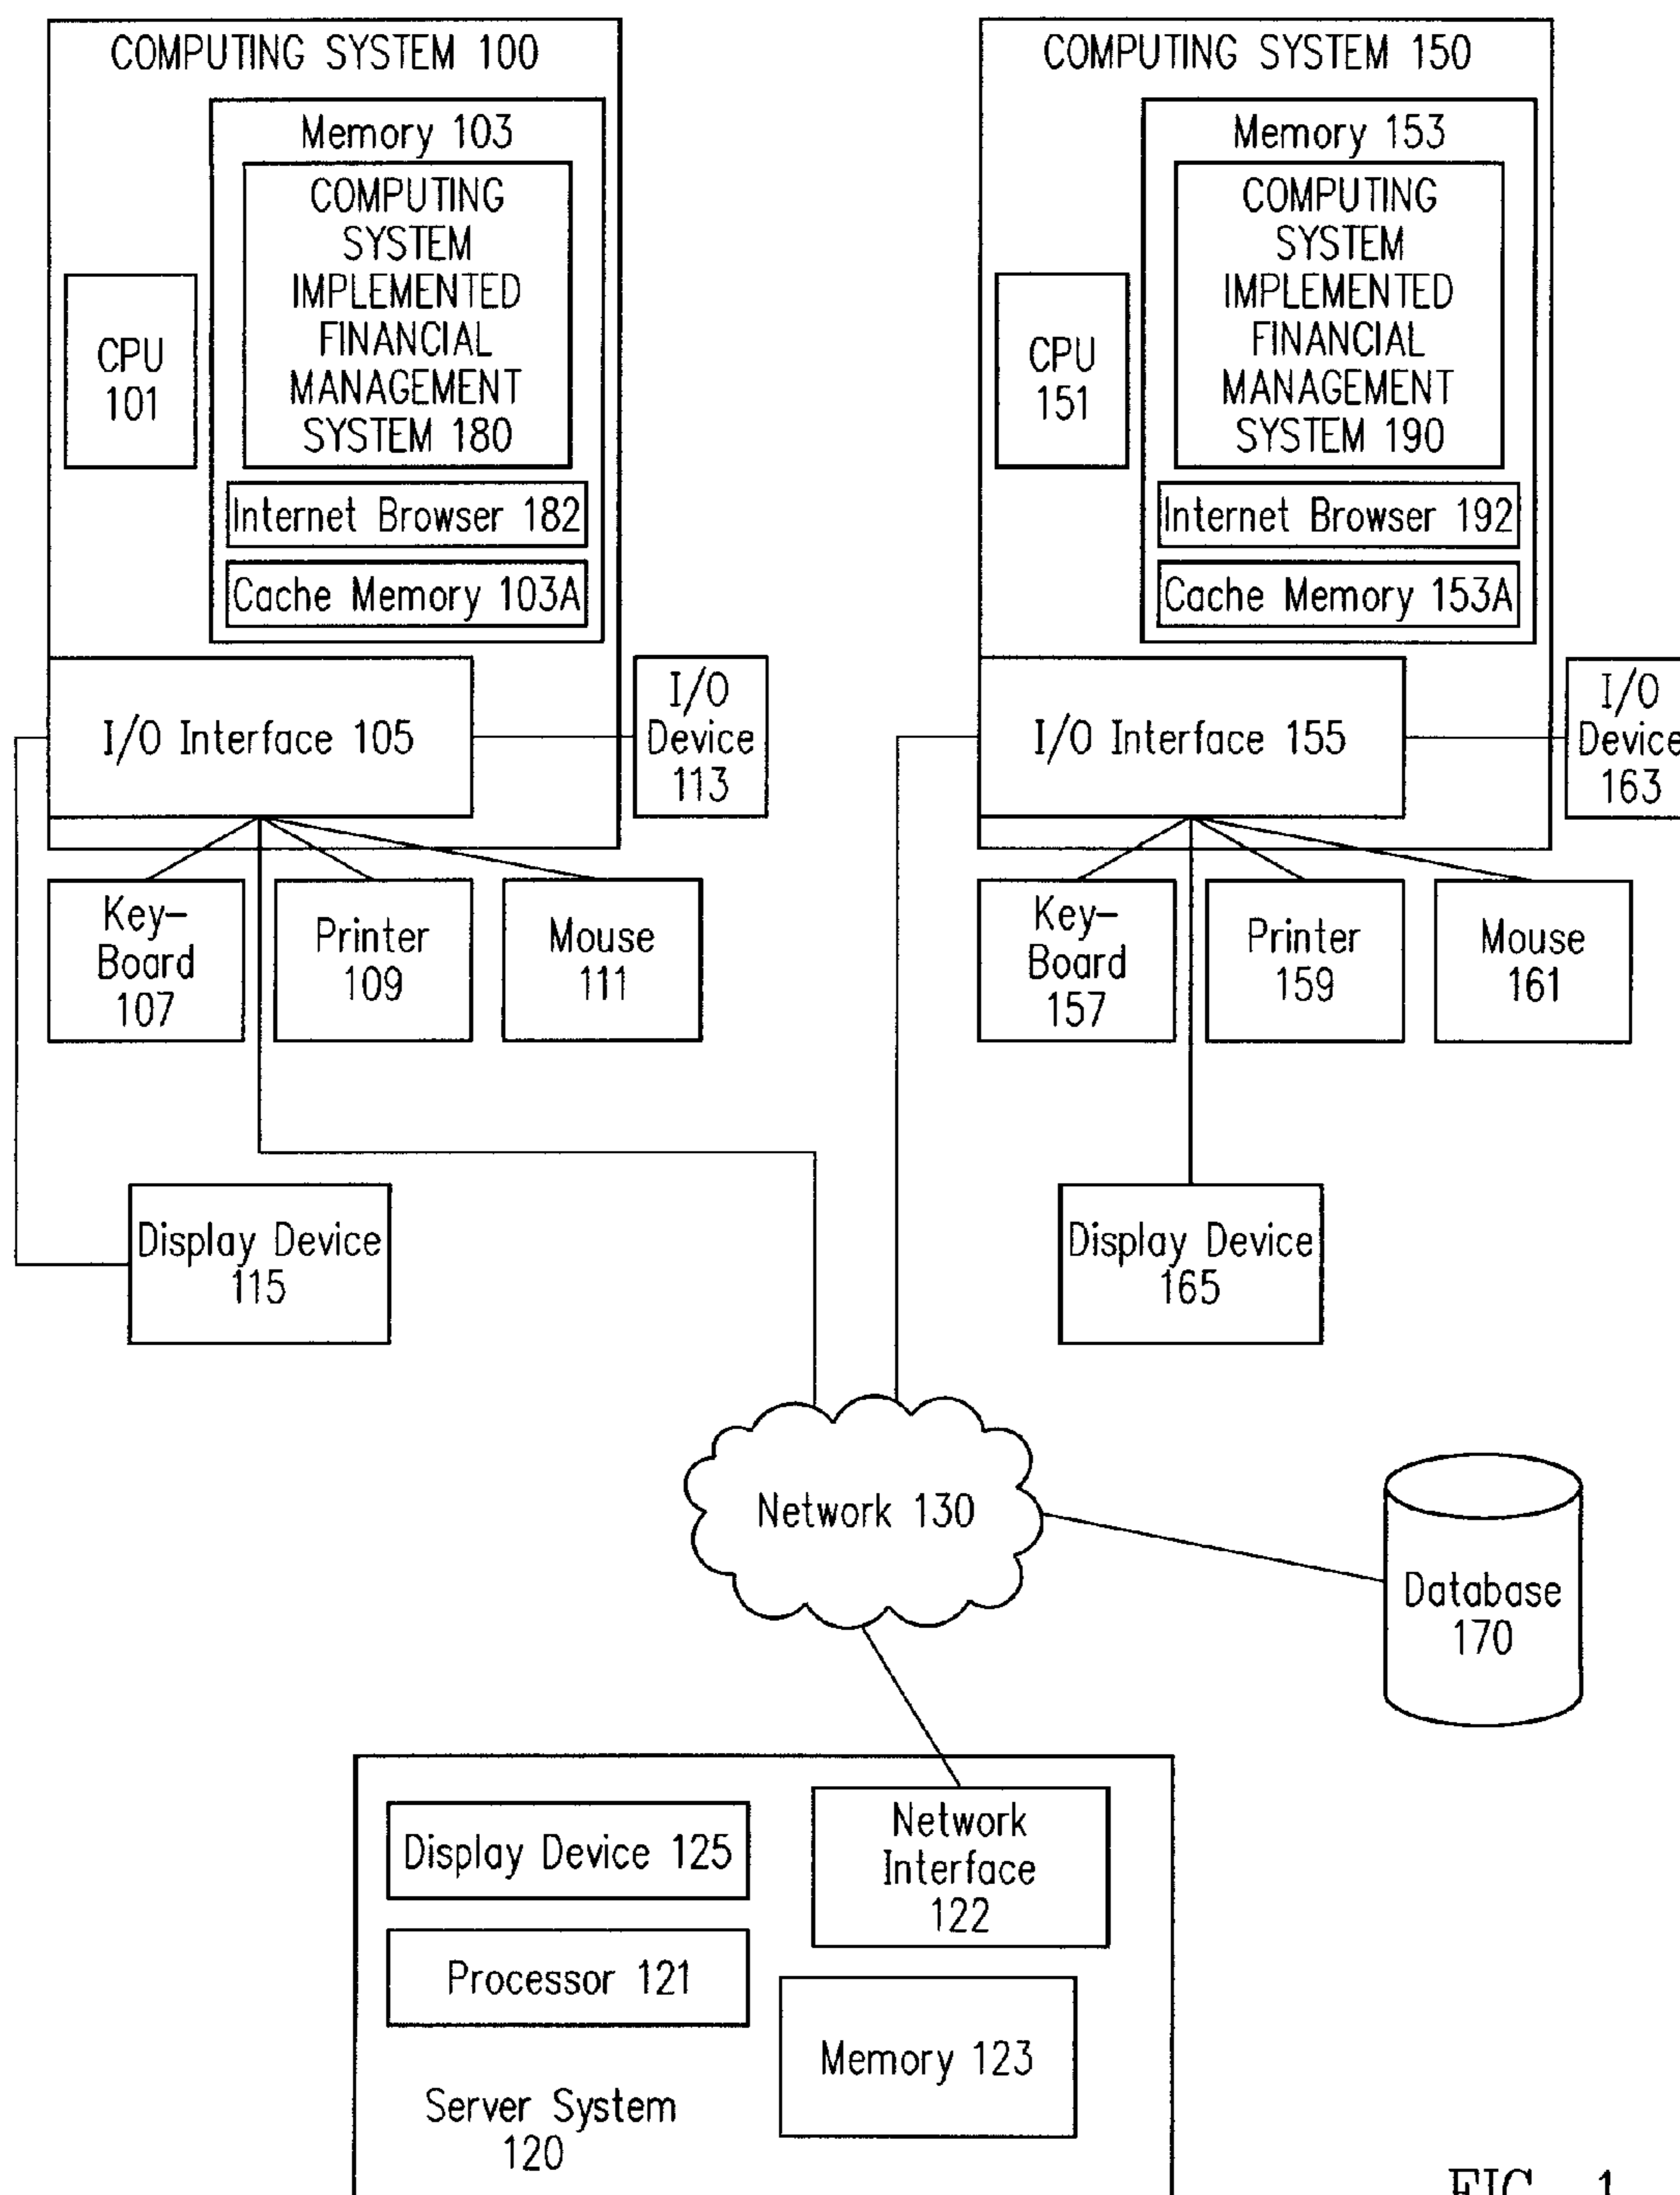 COMPUTING SYSTEM 100
Memory 103
COMPUTING
SYSTEM
IMPLEMENTED
FINANCIAL
MANAGEMENT
SYSTEM 180
CPU
101
Internet Browser 182
Cache Memory 103A
I/O Interface 105
I/O
Device
113
Key-
Board
107
Printer
109
Mouse
111
Display Device
115
COMPUTING SYSTEM 150
Memory 153
COMPUTING
SYSTEM
IMPLEMENTED
FINANCIAL
MANAGEMENT
SYSTEM 190
CPU
151
Internet Browser 192
Cache Memory 153A
I/O Interface 155
I/O
Device
163
Key-
Board
157
Printer
159
Mouse
161
Display Device
165
Network 130
Database
170
Display Device 125
Network
Interface
122
Processor 121
Memory 123
Server System
120
FIG. 1